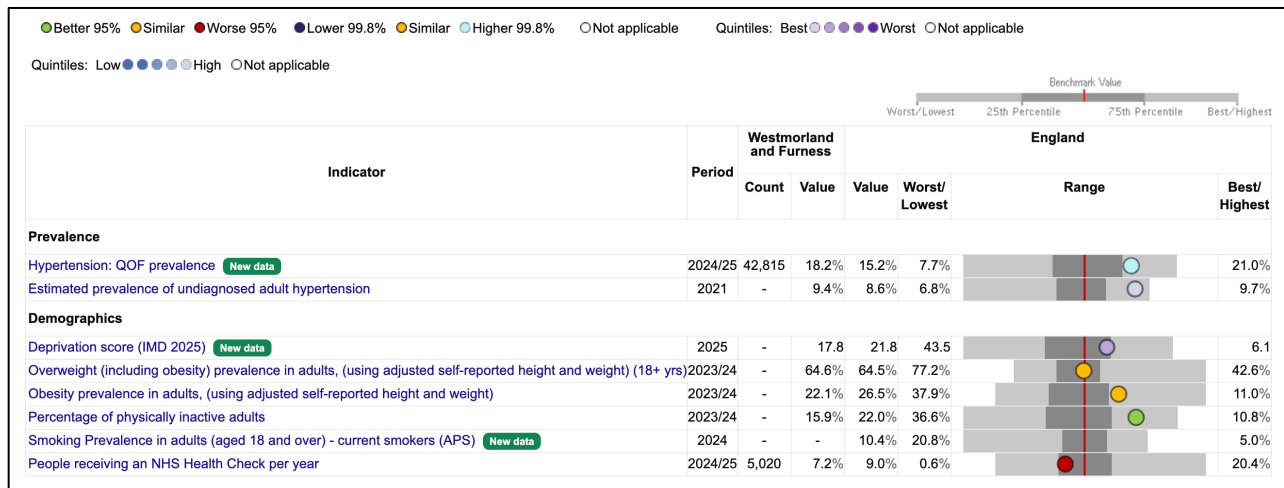 Better 95% Similar Worse 95% Lower 99.8% Similar Higher 99.8% Not applicable Quintiles: Best Worst Not applicable
Quintiles: Low High Not applicable
Benchmark Value
Worst/Lowest 25th Percentile 75th Percentile Best/Highest
Indicator Period Westmorland and Furness England
Count Value Value Worst/ Lowest Range Best/ Highest
Prevalence
Hypertension: QOF prevalence New data 2024/25 42,815 18.2% 15.2% 7.7% 21.0%
Estimated prevalence of undiagnosed adult hypertension 2021 - 9.4% 8.6% 6.8% 9.7%
Demographics
Deprivation score (IMD 2025) New data 2025 - 17.8 21.8 43.5 6.1
Overweight (including obesity) prevalence in adults, (using adjusted self-reported height and weight) (18+ yrs) 2023/24 - 64.6% 64.5% 77.2% 42.6%
Obesity prevalence in adults, (using adjusted self-reported height and weight) 2023/24 - 22.1% 26.5% 37.9% 11.0%
Percentage of physically inactive adults 2023/24 - 15.9% 22.0% 36.6% 10.8%
Smoking Prevalence in adults (aged 18 and over) - current smokers (APS) New data 2024 - - 10.4% 20.8% 5.0%
People receiving an NHS Health Check per year 2024/25 5,020 7.2% 9.0% 0.6% 20.4%